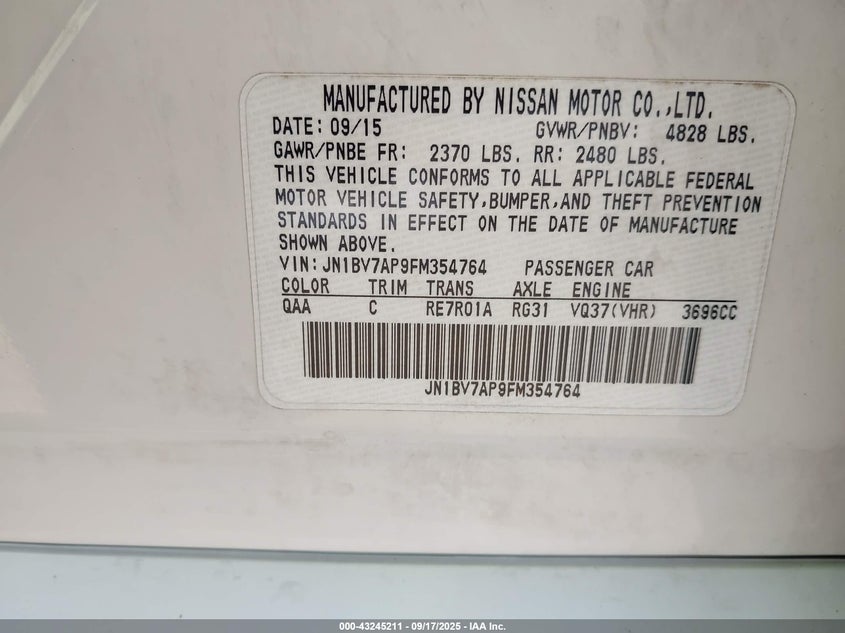 MANUFACTURED BY NISSAN MOTOR CO.,LTD.
DATE: 09/15 GVWR/PNBV: 4828 LBS.
GAWR/PNBE FR: 2370 LBS. RR: 2480 LBS.
THIS VEHICLE CONFORMS TO ALL APPLICABLE FEDERAL
MOTOR VEHICLE SAFETY,BUMPER,AND THEFT PREVENTION
STANDARDS IN EFFECT ON THE DATE OF MANUFACTURE
SHOWN ABOVE.
VIN:JN1BV7AP9FM354764 PASSENGER CAR
COLOR TRIM TRANS AXLE ENGINE
QAA C RE7R01A RG31 VQ37(VHR) 3696CC
JN1BV7AP9FM354764
000-43245211 - 09/17/2025 - IAA Inc.